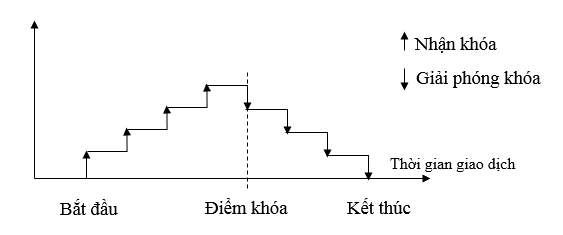 Nhận khóa
Giải phóng khóa
Thời gian giao dịch
Bắt đầu
Điểm khóa
Kết thúc